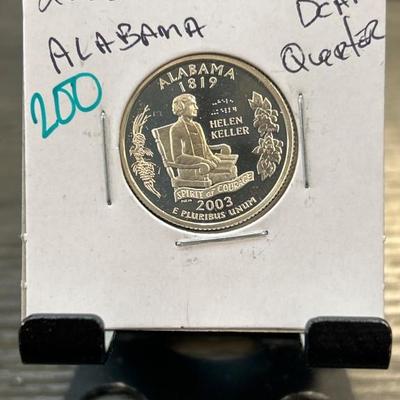 ALABAMA
DCAM
Quarter
200
ALABAMA
1819
HELEN
KELLER
SPIRIT of COURAGE
2003
E PLURIBUS UNUM